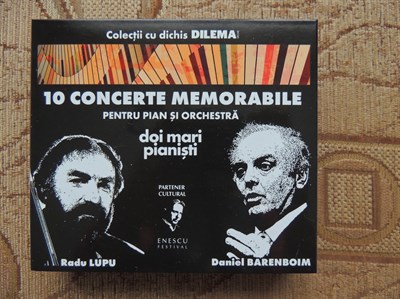 Colecții cu dichis DILEMA
10 CONCERTE MEMORABILE
PENTRU PIAN ȘI ORCHESTRĂ
doi mari
pianiști
PARTENER
CULTURAL
ENESCU
FESTIVAL
Radu LUPU
Daniel BARENBOIM